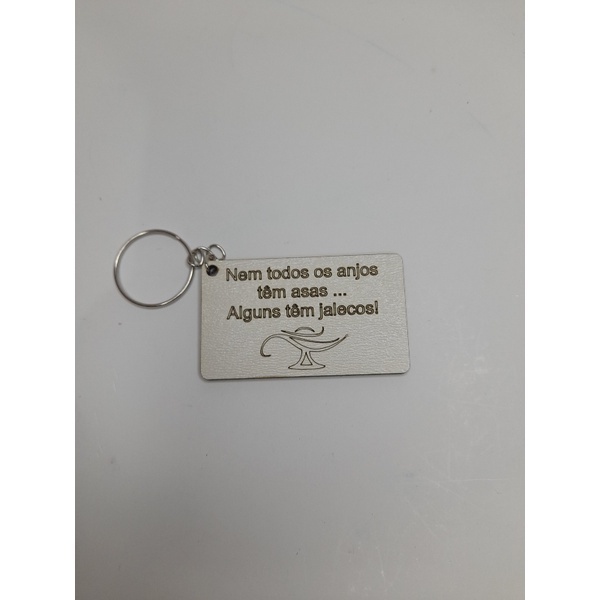 Nem todos os anjos
têm asas ...
Alguns têm jalecos!